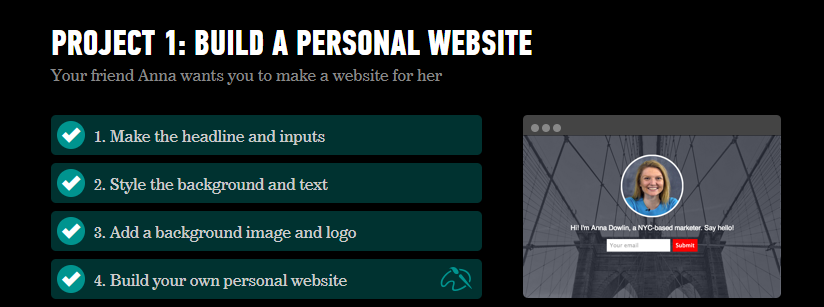 PROJECT 1: BUILD A PERSONAL WEBSITE
Your friend Anna wants you to make a website for her
1. Make the headline and inputs
2. Style the background and text
3. Add a background image and logo
4. Build your own personal website
Hi! I'm Anna Dowlin, a NYC-based marketer. Say hello!
Your email
Submit